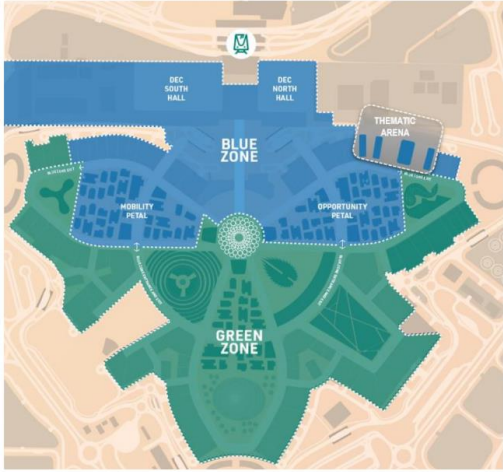 DEC
SOUTH
HALL
DEC
NORTH
HALL
THEMATIC
ARENA
BLUE
ZONE
MOBILITY
PETAL
OPPORTUNITY
PETAL
GREEN
ZONE